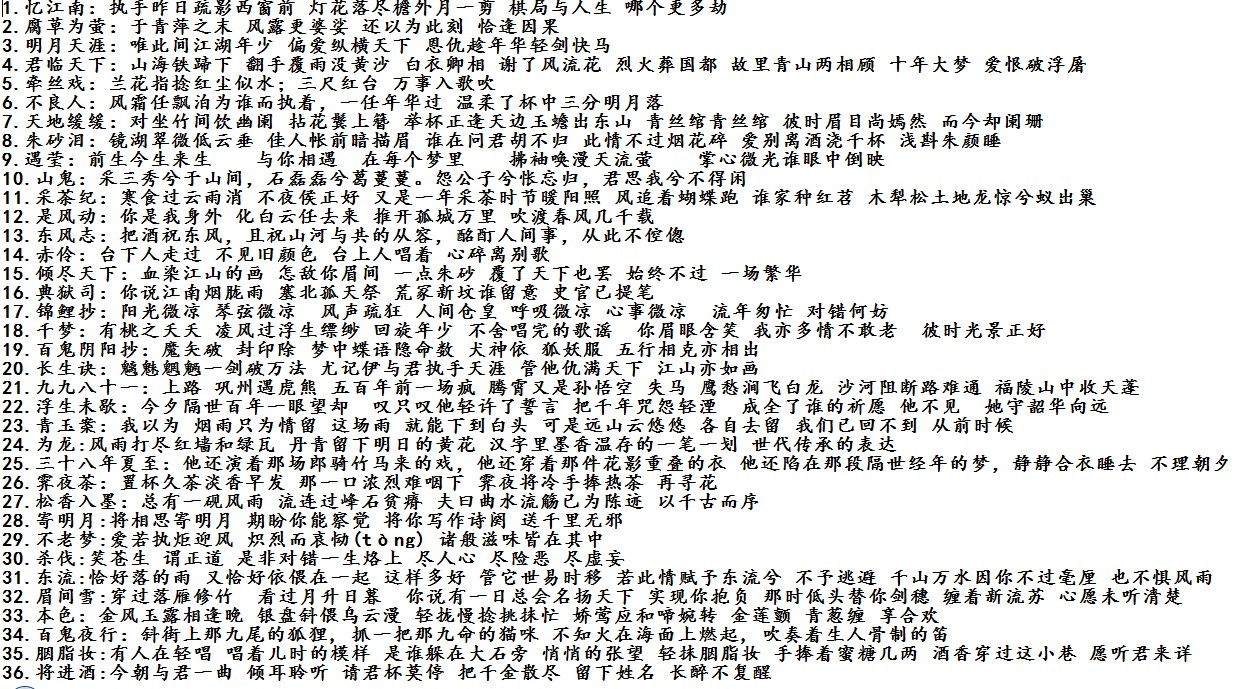 1. 忆江南：执手昨日疏影西窗前 灯花落尽檐外月一剪 棋局与人生 哪个更多劫
2. 腐草为萤：于青萍之末 风露更婆娑 还以为此刻 恰逢因果
3. 明月天涯：唯此间江湖年少 偏爱纵横天下 恩仇趁年华轻剑快马
4. 君临天下：山海铁蹄下 翻手覆雨没黄沙 白衣卿相 谢了风流花 烈火葬国都 故里青山两相顾 十年大梦 爱恨破浮屠
5. 牵丝戏：兰花指捻红尘似水；三尺红台 万事入歌吹
6. 不良人：风霜任飘泊为谁而执着，一任年华过 温柔了杯中三分明月落
7. 天地缓缓：对坐竹间饮幽阑 拈花鬓上簪 举杯正逢天边玉蟾出东山 青丝绾青丝绾 彼时眉目尚嫣然 而今却阑珊
8. 朱砂泪：镜湖翠微低云垂 佳人帐前暗描眉 谁在问君胡不归 此情不过烟花碎 爱别离酒浇千杯 浅斟朱颜睡
9. 遇萤：前生今生来生 与你相遇 在每个梦里 拂袖唤漫天流萤 掌心微光谁眼中倒映
10. 山鬼：采三秀兮于山间，石磊磊兮葛蔓蔓。怨公子兮怅忘归，君思我兮不得闲
11. 采茶纪：寒食过云雨消 不夜侯正好 又是一年采茶时节暖阳照 风追着蝴蝶跑 谁家种红苕 木犁松土地龙惊兮蚁出巢
12. 是风动：你是我身外 化白云任去来 推开孤城万里 吹渡春风几千载
13. 东风志：把酒祝东风，且祝山河与共的从容，酩酊人间事，从此不倥偬
14. 赤伶：台下人走过 不见旧颜色 台上人唱着 心碎离别歌
15. 倾尽天下：血染江山的画 怎敌你眉间 一点朱砂 覆了天下也罢 始终不过 一场繁华
16. 典狱司：你说江南烟胧雨 塞北孤天祭 荒冢新坟谁留意 史官已提笔
17. 锦鲤抄：阳光微凉 琴弦微凉 风声疏狂 人间仓皇 呼吸微凉 心事微凉 流年匆忙 对错何妨
18. 千梦：有桃之夭夭 凌风过浮生缥缈 回旋年少 不舍唱完的歌谣 你眉眼含笑 我亦多情不敢老 彼时光景正好
19. 百鬼阴阳抄：魔矢破 封印除 梦中蝶语隐命数 犬神依 狐妖服 五行相克亦相出
20. 长生诀：魑魅魍魉一剑破万法 尤记伊与君执手天涯 管他仇满天下 江山亦如画
21. 九九八十一：上路 巩州遇虎熊 五百年前一场疯 腾霄又是孙悟空 失马 鹰愁涧飞白龙 沙河阻断路难通 福陵山中收天蓬
22. 浮生未歇：今夕隔世百年一眼望却 叹只叹他轻许了誓言 把千年咒怨轻湮 成全了谁的祈愿 他不见 她守韶华向远
23. 青玉案：我以为 烟雨只为情留 这场雨 就能下到白头 可是远山云悠悠 各自去留 我们已回不到 从前时候
24. 为龙:风雨打尽红墙和绿瓦 丹青留下明日的黄花 汉字里墨香温存的一笔一划 世代传承的表达
25. 三十八年夏至：他还演着那场郎骑竹马来的戏，他还穿着那件花影重叠的衣 他还陷在那段隔世经年的梦，静静合衣睡去 不理朝夕
26. 霁夜茶：置杯久茶淡香早发 那一口浓烈难咽下 霁夜将冷手捧热茶 再寻花
27. 松香入墨：总有一砚风雨 流连过峰石贫瘠 夫曰曲水流觞已为陈迹 以千古而序
28. 寄明月:将相思寄明月 期盼你能察觉 将你写作诗阕 送千里无邪
29. 不老梦:爱若执炬迎风 炽烈而哀恸(tòng) 诸般滋味皆在其中
30. 杀伐:笑苍生 谓正道 是非对错一生烙上 尽人心 尽险恶 尽虚妄
31. 东流:恰好落的雨 又恰好依偎在一起 这样多好 管它世易时移 若此情赋予东流兮 不予逃避 千山万水因你不过毫厘 也不惧风雨
32. 眉间雪:穿过落雁修竹 看过月升日暮 你说有一日总会名扬天下 实现你抱负 那时低头替你剑穗 缠着新流苏 心愿未听清楚
33. 本色： 金风玉露相逢晚 银盘斜偎乌云漫 轻拢慢捻挑抹忙 娇莺应和啼婉转 金莲颤 青葱缠 享合欢
34. 百鬼夜行： 斜街上那九尾的狐狸，抓一把那九命的猫咪 不知火在海面上燃起，吹奏着生人骨制的笛
35. 胭脂妆:有人在轻唱 唱着儿时的模样 是谁躲在大石旁 悄悄的张望 轻抹胭脂妆 手捧着蜜糖几两 酒香穿过这小巷 愿听君来详
36. 将进酒:今朝与君一曲 倾耳聆听 请君杯莫停 把千金散尽 留下姓名 长醉不复醒